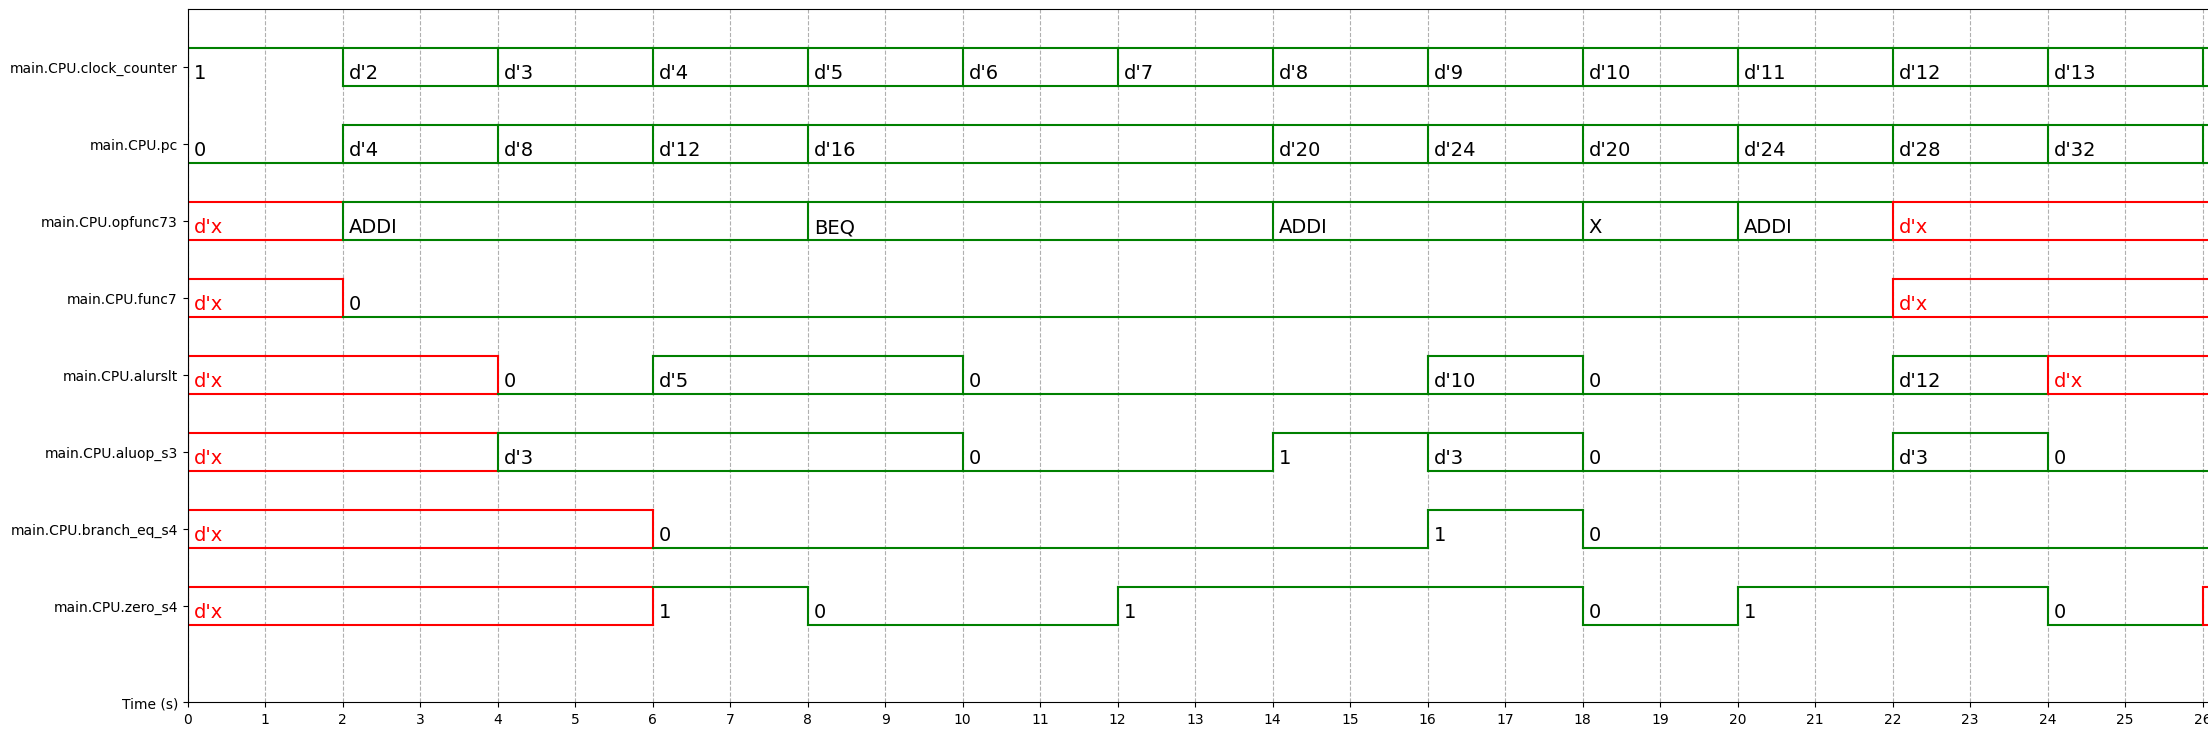 main.CPU.clock_counter 1 d'2 d'3 d'4 d'5 d'6 d'7 d'8 d'9 d'10 d'11 d'12 d'13
main.CPU.pc 0 d'4 d'8 d'12 d'16 d'20 d'24 d'20 d'24 d'28 d'32
main.CPU.opfunc73 d'x ADDI BEQ ADDI X ADDI d'x
main.CPU.func7 d'x 0 d'x
main.CPU.alurslt d'x 0 d'5 0 d'10 0 d'12 d'x
main.CPU.aluop_s3 d'x d'3 0 1 d'3 0 d'3 0
main.CPU.branch_eq_s4 d'x 0 1 0
main.CPU.zero_s4 d'x 1 0 1 0 1 0
Time (s)
0 1 2 3 4 5 6 7 8 9 10 11 12 13 14 15 16 17 18 19 20 21 22 23 24 25 26